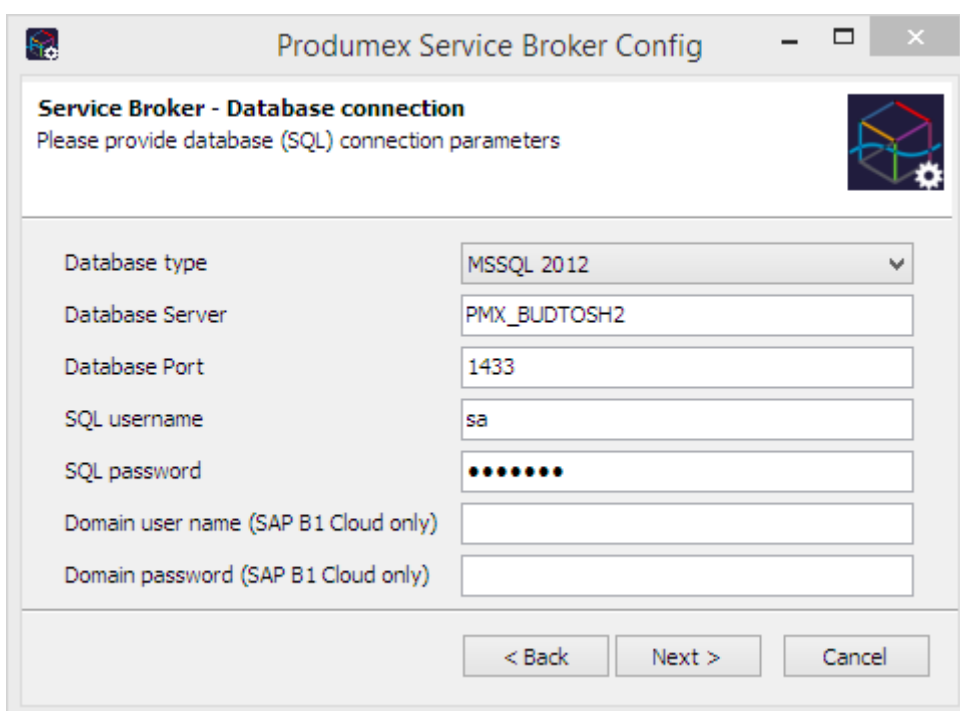 Produmex Service Broker Config
Service Broker - Database connection
Please provide database (SQL) connection parameters
Database type
MSSQL 2012
Database Server
PMX_BUDTOSH2
Database Port
1433
SQL username
sa
SQL password
•••••••
Domain user name (SAP B1 Cloud only)
Domain password (SAP B1 Cloud only)
< Back
Next >
Cancel